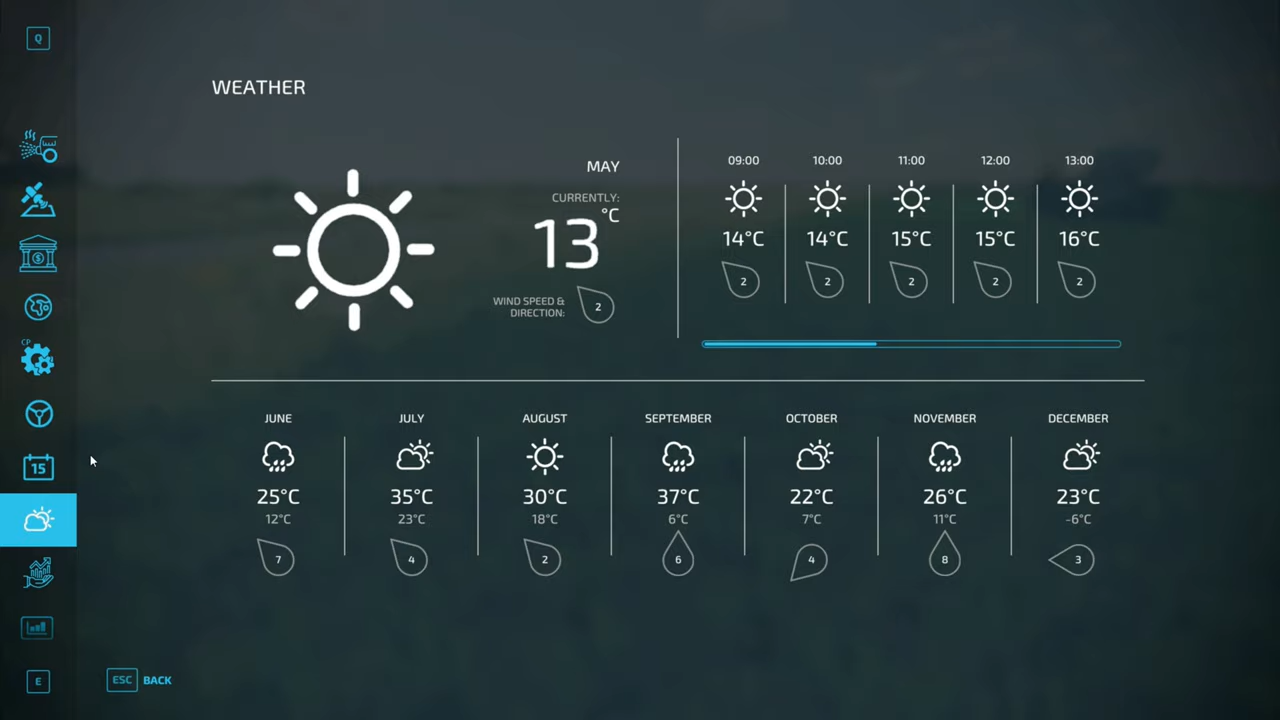 Q
WEATHER
MAY
CURRENTLY:
13 °C
WIND SPEED &
DIRECTION:
2
09:00 10:00 11:00 12:00 13:00
14°C 14°C 15°C 15°C 16°C
2 2 2 2 2
CP
15
JUNE JULY AUGUST SEPTEMBER OCTOBER NOVEMBER DECEMBER
25°C 35°C 30°C 37°C 22°C 26°C 23°C
12°C 23°C 18°C 6°C 7°C 11°C -6°C
7 4 2 6 4 8 3
E
ESC BACK